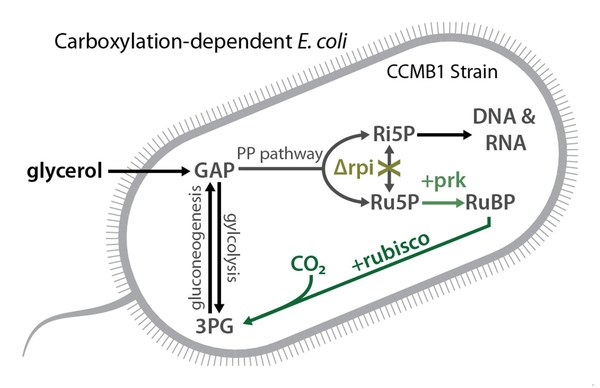 Carboxylation-dependent E. coli
CCMB1 Strain
DNA &
RNA
Ri5P
PP pathway
glycerol
GAP
Δrpi
+prk
Ru5P
RuBP
gluconeogenesis
gylcolysis
+rubisco
CO₂
3PG